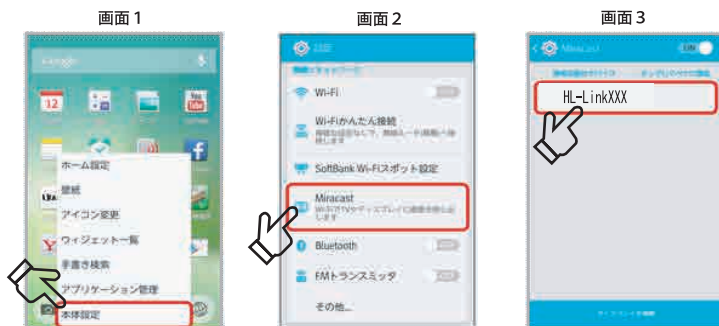 画面1
12
You
Tube
ホーム設定
壁紙
アイコン変更
ウィジェット一覧
手書き検索
アプリケーション管理
本体設定
画面2
設定
Wi-Fi
Wi-Fiかんたん接続
SoftBank Wi-Fiスポット設定
Miracast
Bluetooth
FMトランスミッタ
その他...
画面3
Miracast
ON
HL-LinkXXX